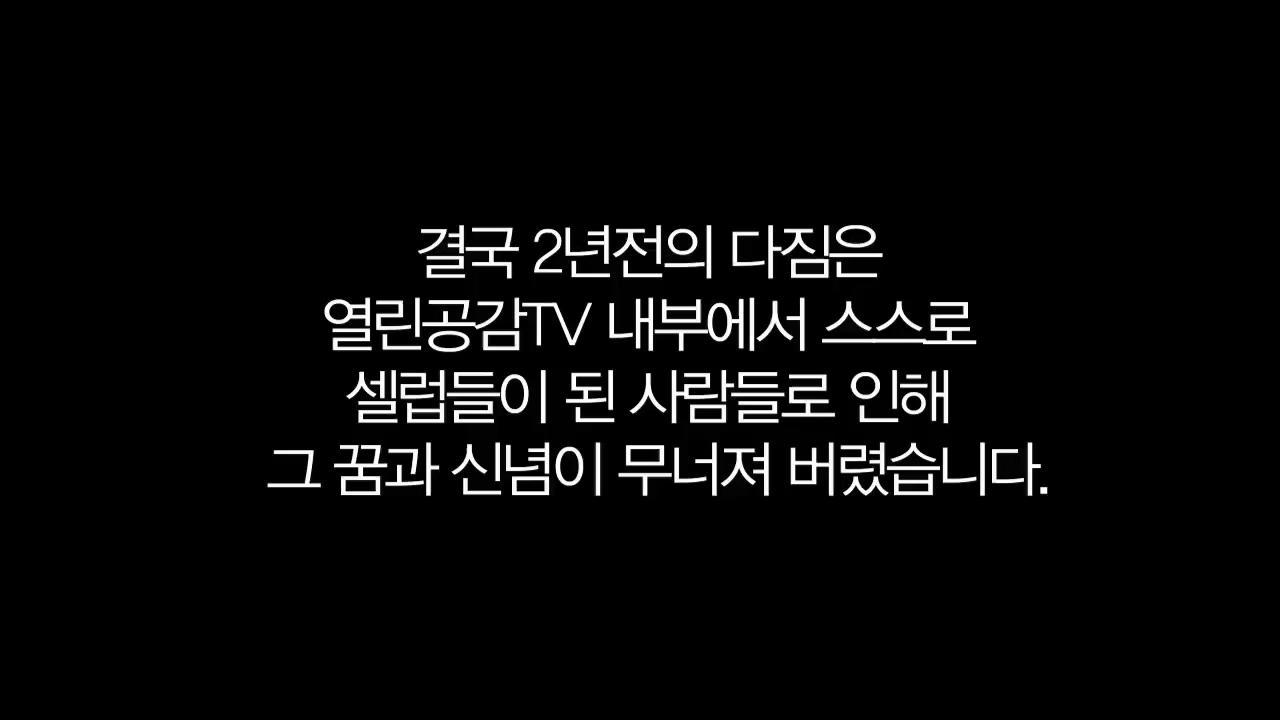 결국 2년전의 다짐은
열린공감TV 내부에서 스스로
셀럽들이 된 사람들로 인해
그 꿈과 신념이 무너져 버렸습니다.